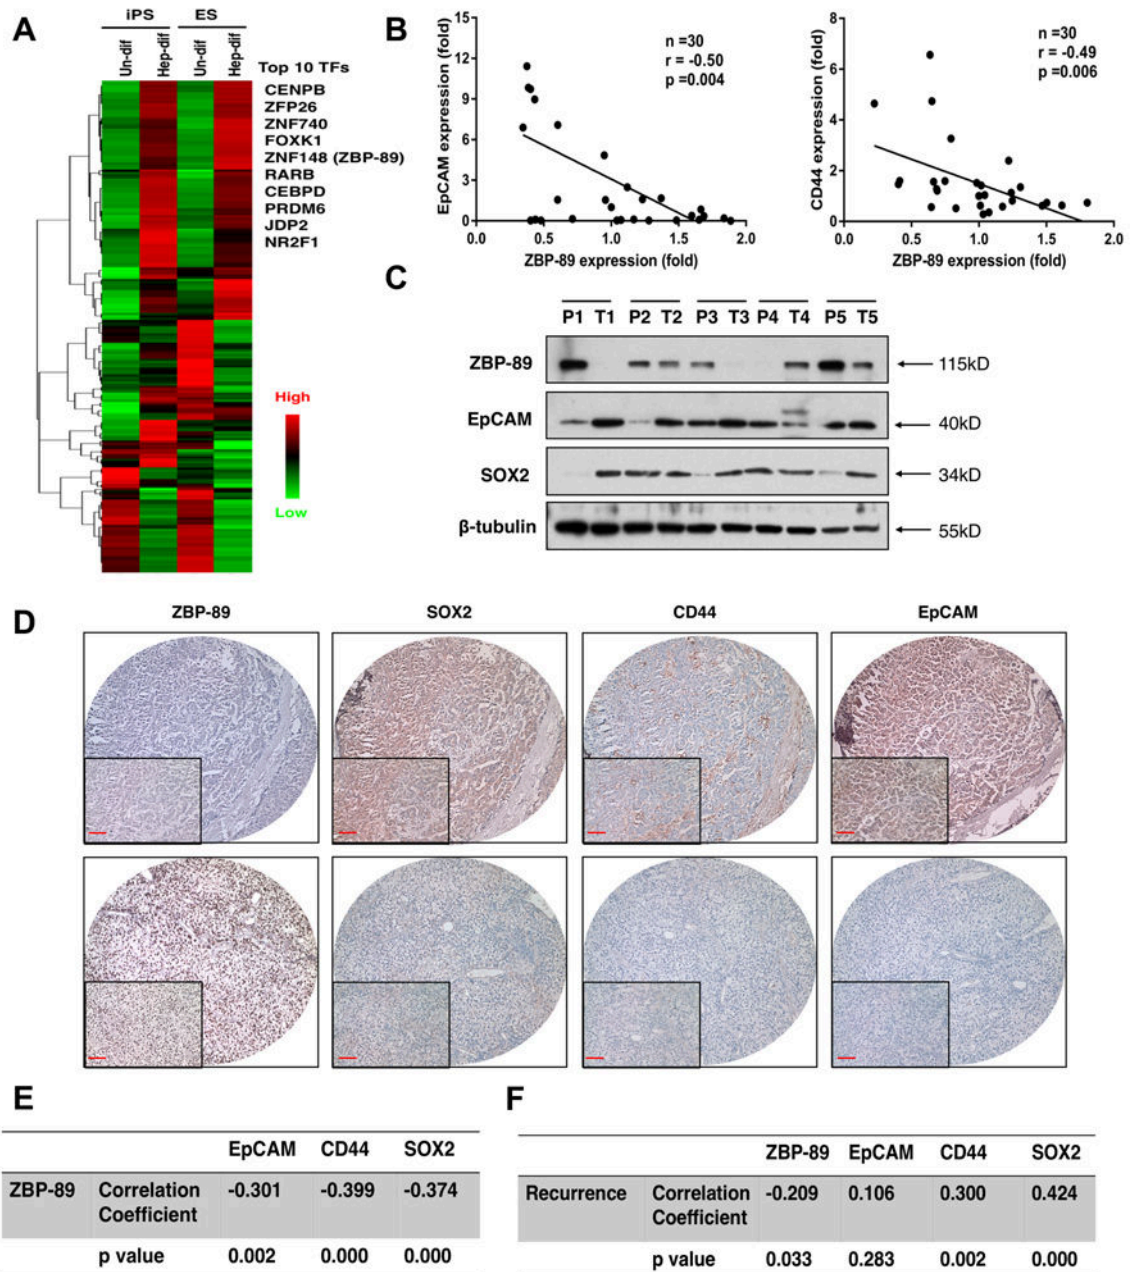 A
iPS ES
Un-dif Hep-dif Un-dif Hep-dif
Top 10 TFs
CENPB
ZFP26
ZNF740
FOXK1
ZNF148 (ZBP-89)
RARB
CEBPD
PRDM6
JDP2
NR2F1
High
Low
B
EpCAM expression (fold)
15
12
9
6
3
0
0.0 0.5 1.0 1.5 2.0
ZBP-89 expression (fold)
n =30
r = -0.50
p =0.004
CD44 expression (fold)
8
6
4
2
0
0.0 0.5 1.0 1.5 2.0
ZBP-89 expression (fold)
n =30
r = -0.49
p =0.006
C
P1 T1 P2 T2 P3 T3 P4 T4 P5 T5
ZBP-89 115kD
EpCAM 40kD
SOX2 34kD
β-tubulin 55kD
D
ZBP-89 SOX2 CD44 EpCAM
E
EpCAM CD44 SOX2
ZBP-89 Correlation -0.301 -0.399 -0.374
Coefficient
p value 0.002 0.000 0.000
F
ZBP-89 EpCAM CD44 SOX2
Recurrence Correlation -0.209 0.106 0.300 0.424
Coefficient
p value 0.033 0.283 0.002 0.000